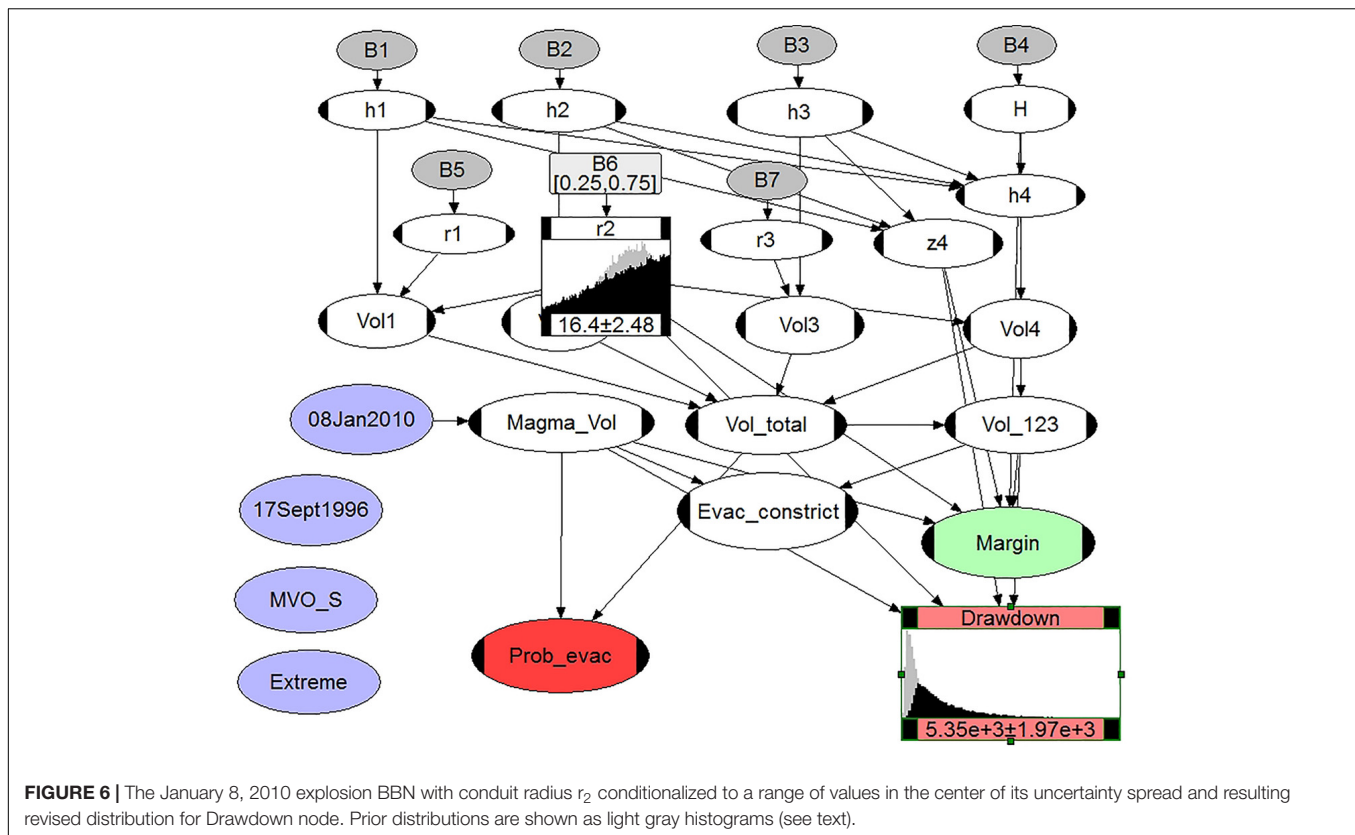 B1
B2
B3
B4
h1
h2
h3
H
B5
B6
[0.25,0.75]
B7
h4
r1
r2
r3
z4
16.4±2.48
Vol1
Vol3
Vol4
08Jan2010
Magma_Vol
Vol_total
Vol_123
17Sept1996
Evac_constrict
Margin
MVO_S
Drawdown
Prob_evac
Extreme
5.35e+3±1.97e+3
FIGURE 6 | The January 8, 2010 explosion BBN with conduit radius r₂ conditionalized to a range of values in the center of its uncertainty spread and resulting
revised distribution for Drawdown node. Prior distributions are shown as light gray histograms (see text).